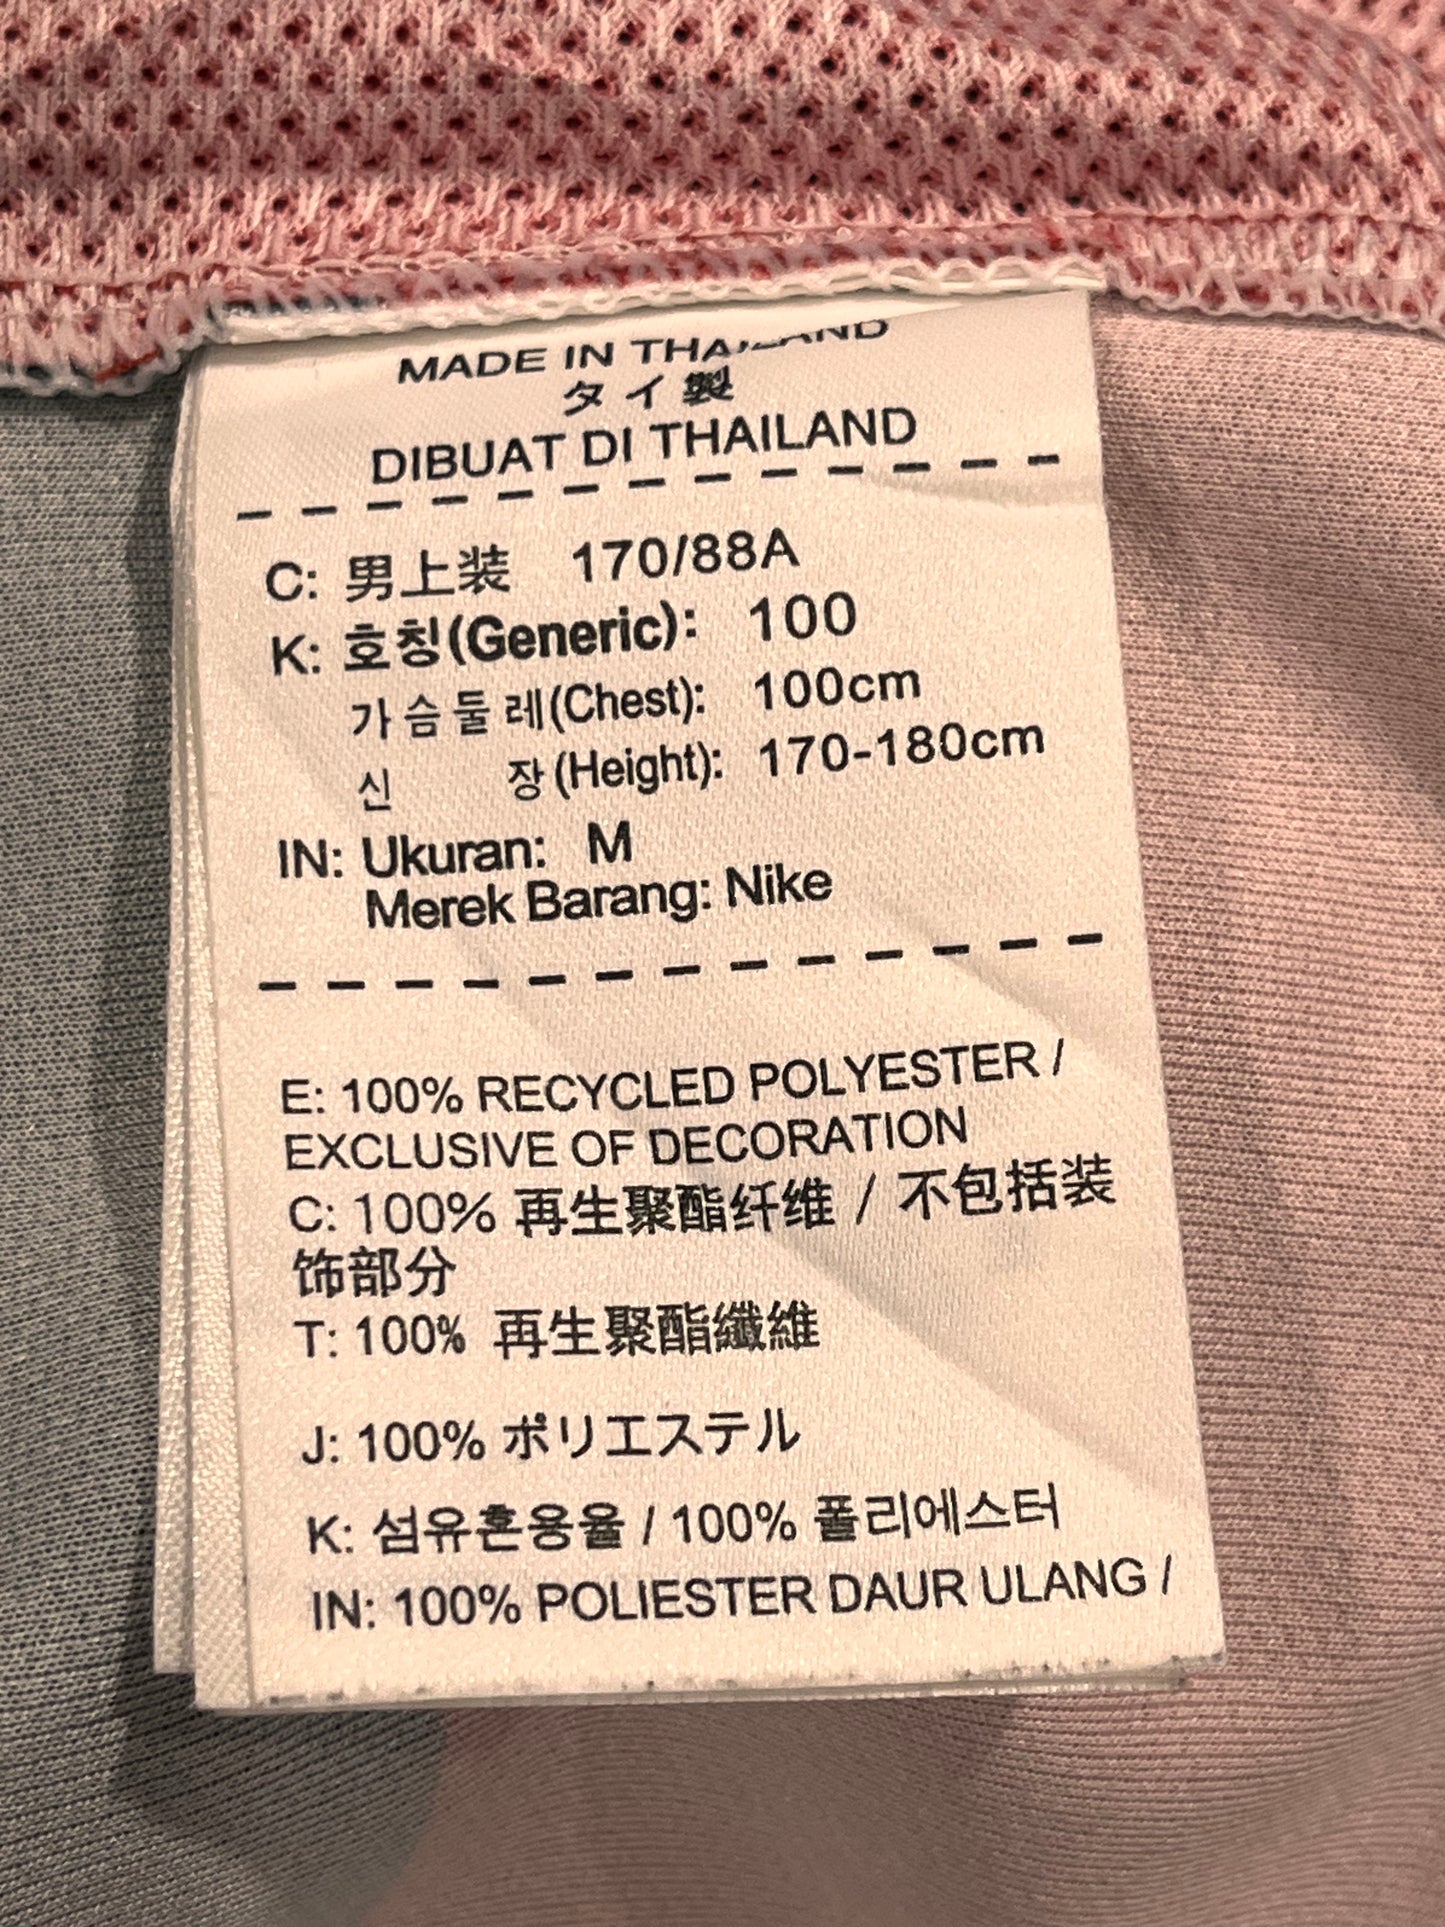 MADE IN THAILAND
タイ製
DIBUAT DI THAILAND
C: 男上装 170/88A
K: 호칭(Generic): 100
가슴둘레(Chest): 100cm
신 장(Height): 170-180cm
IN: Ukuran: M
Merek Barang: Nike
E: 100% RECYCLED POLYESTER /
EXCLUSIVE OF DECORATION
C: 100% 再生聚酯纤维 / 不包括装
饰部分
T: 100% 再生聚酯纖維
J: 100% ポリエステル
K: 섬유혼용율 / 100% 폴리에스터
IN: 100% POLIESTER DAUR ULANG /